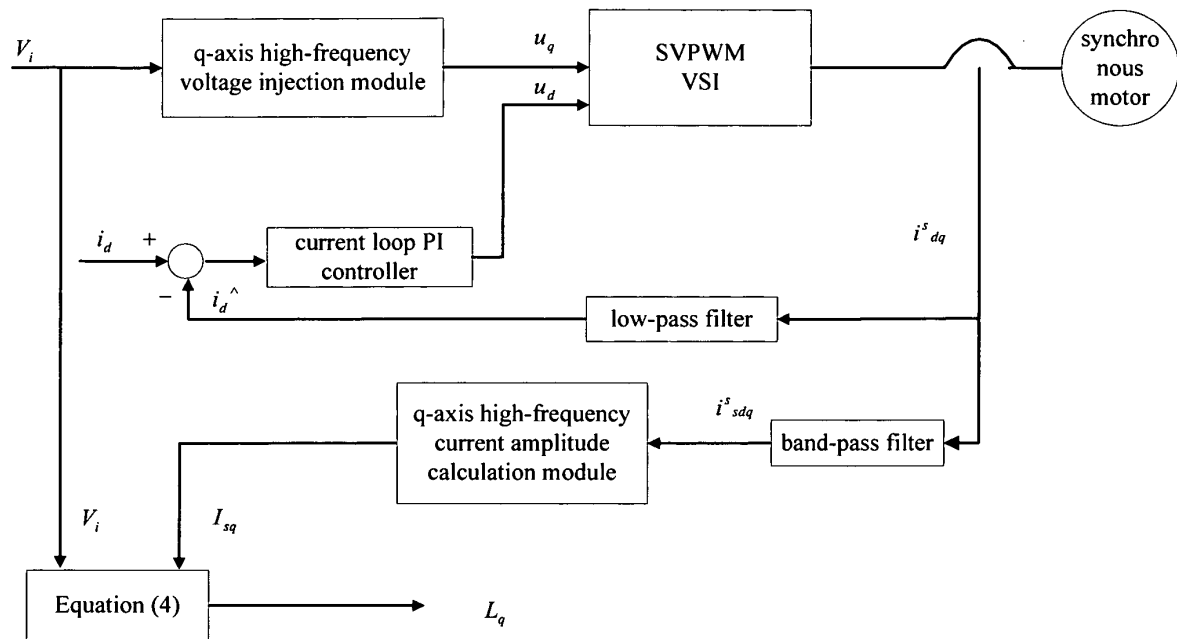 V_i
q-axis high-frequency
voltage injection module
u_q
u_d
SVPWM
VSI
synchro
nous
motor
i_d
+
−
current loop PI
controller
i_d^
i^s_dq
low-pass filter
q-axis high-frequency
current amplitude
calculation module
i^s_sdq
band-pass filter
V_i
I_sq
Equation (4)
L_q